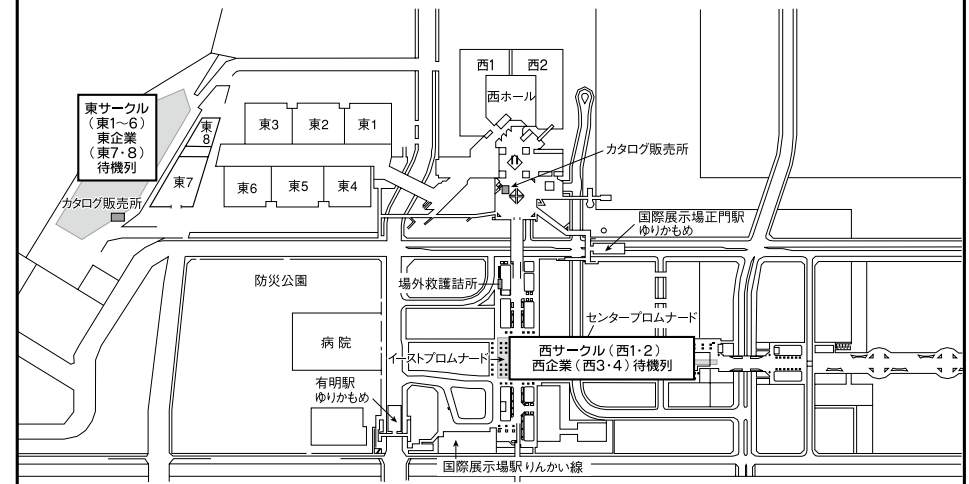 西1
西2
西ホール
東サークル
（東1～6）
東企業
（東7・8）
待機列
東8
東3
東2
東1
カタログ販売所
東7
東6
東5
東4
カタログ販売所
国際展示場正門駅
ゆりかもめ
防災公園
場外救護詰所
センタープロムナード
病院
イーストプロムナード
西サークル（西1・2）
西企業（西3・4）待機列
有明駅
ゆりかもめ
国際展示場駅りんかい線